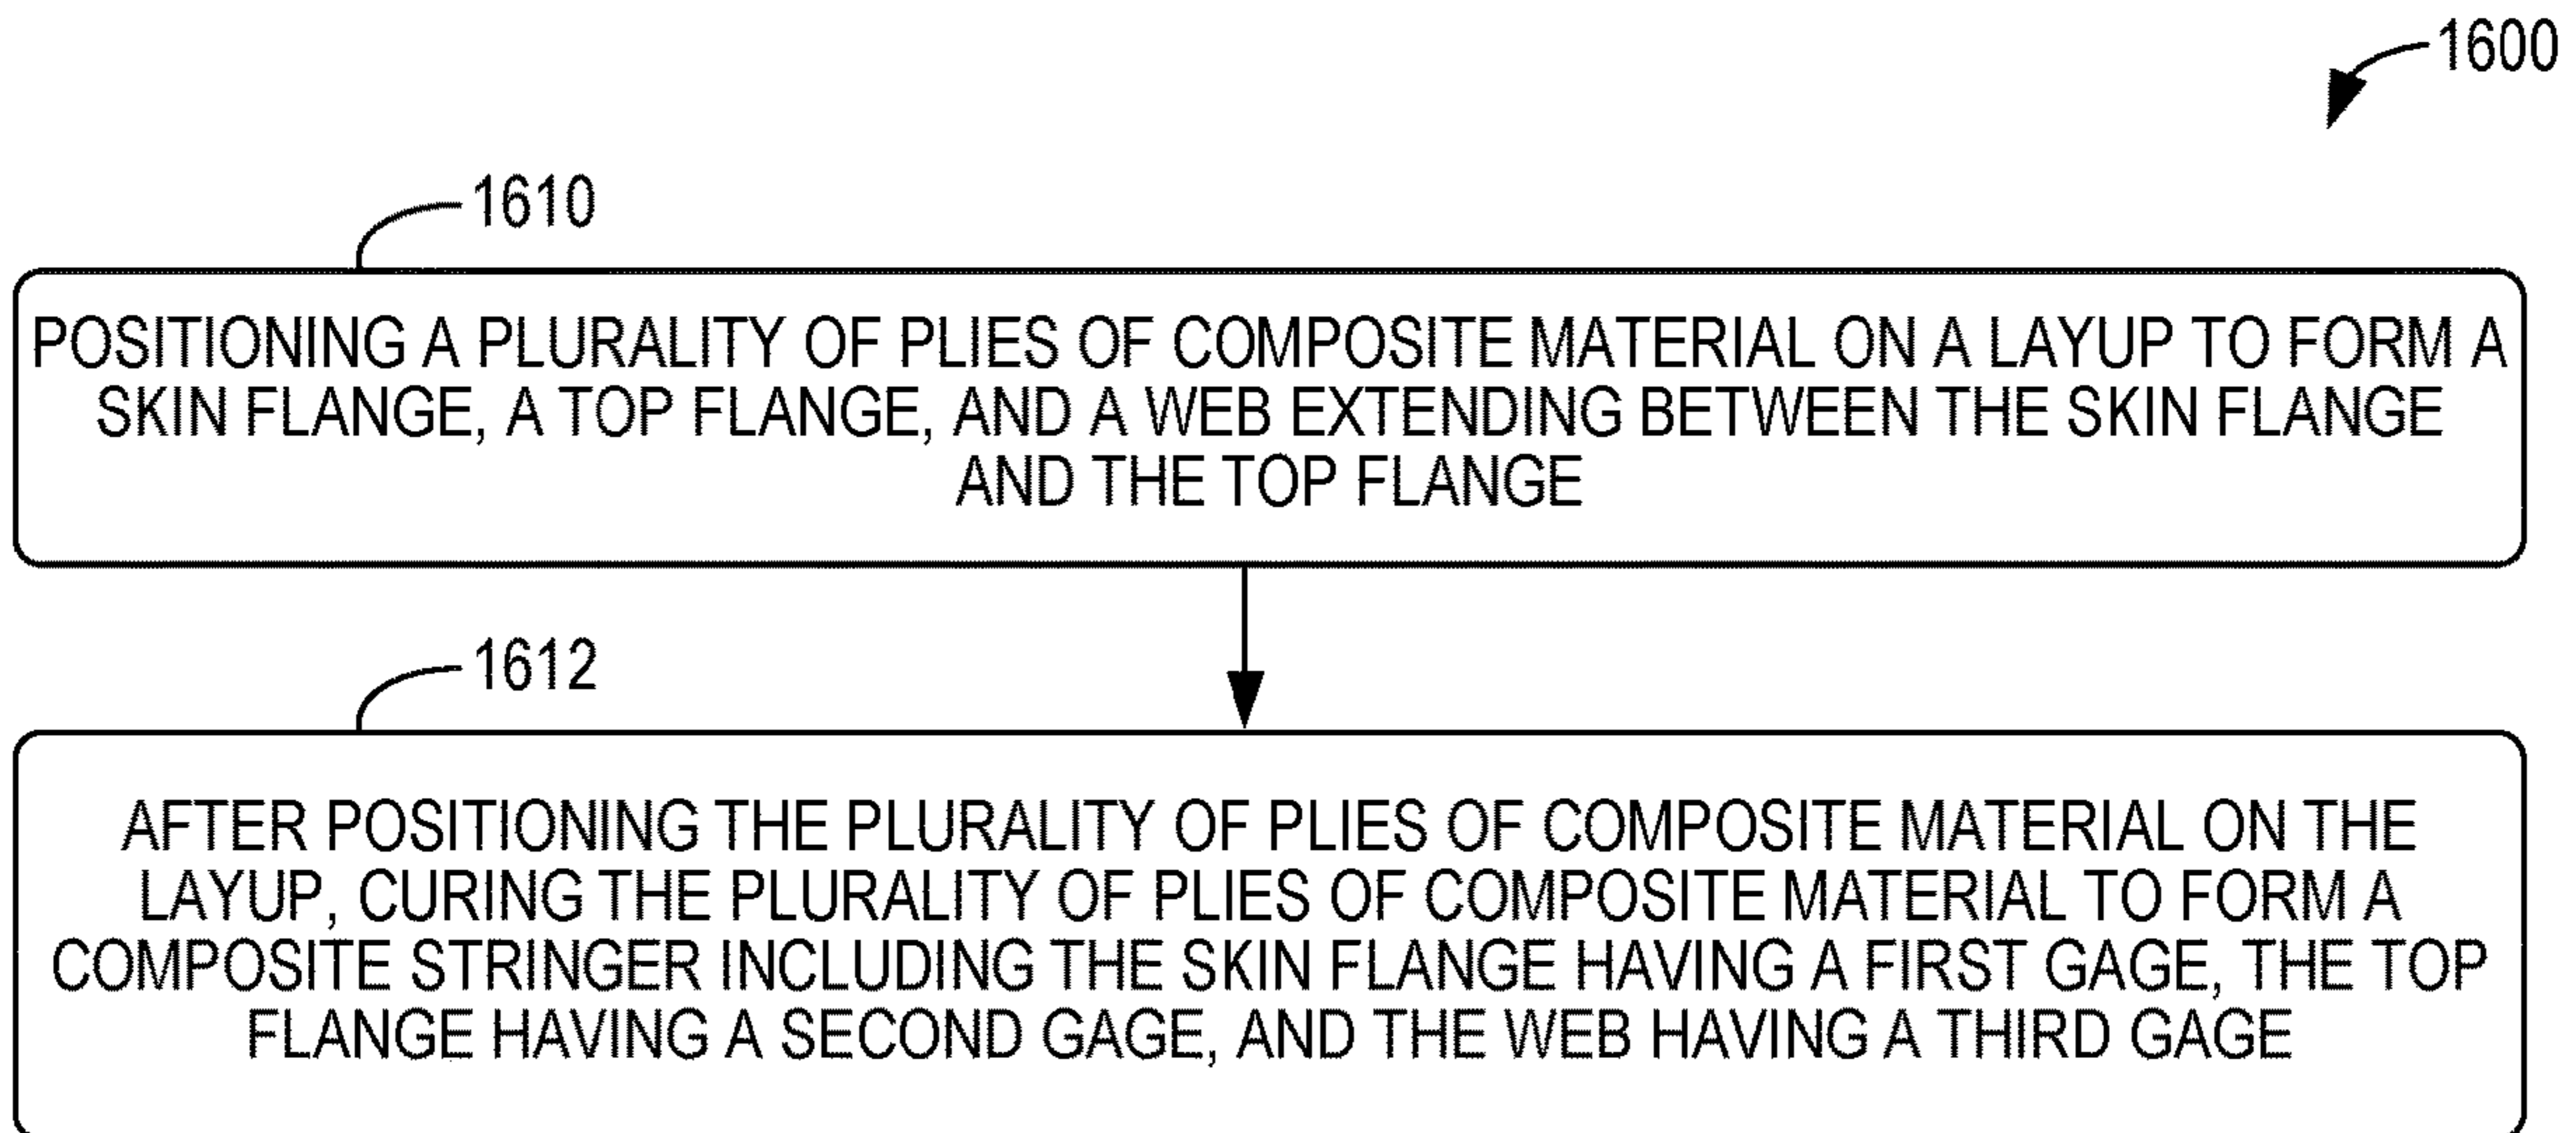 1600
1610
POSITIONING A PLURALITY OF PLIES OF COMPOSITE MATERIAL ON A LAYUP TO FORM A
SKIN FLANGE, A TOP FLANGE, AND A WEB EXTENDING BETWEEN THE SKIN FLANGE
AND THE TOP FLANGE
1612
AFTER POSITIONING THE PLURALITY OF PLIES OF COMPOSITE MATERIAL ON THE
LAYUP, CURING THE PLURALITY OF PLIES OF COMPOSITE MATERIAL TO FORM A
COMPOSITE STRINGER INCLUDING THE SKIN FLANGE HAVING A FIRST GAGE, THE TOP
FLANGE HAVING A SECOND GAGE, AND THE WEB HAVING A THIRD GAGE